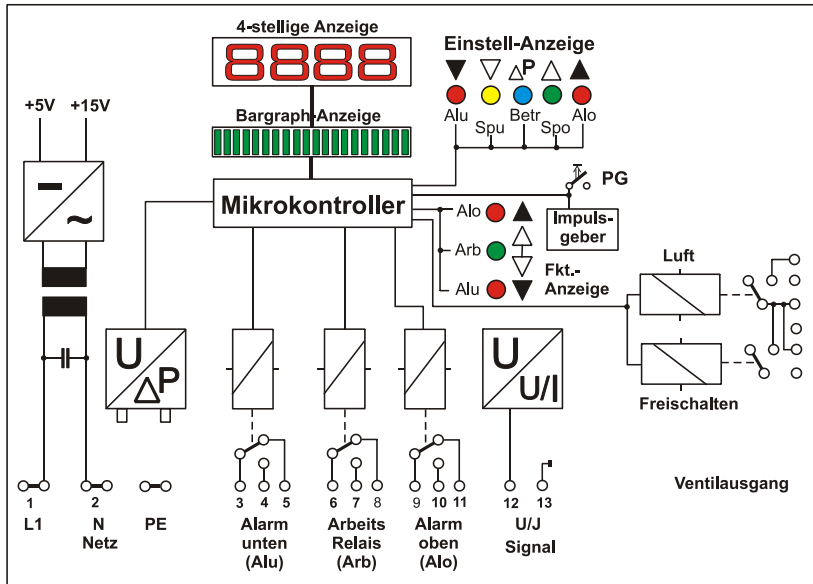 4-stellige Anzeige
8888
Einstell-Anzeige
△P
Alu
Spu
Betr
Spo
Alo
+5V
+15V
Bargraph-Anzeige
Mikrokontroller
PG
Impuls-
geber
Alo
Arb
Alu
Fkt.-
Anzeige
Luft
Freischalten
Ventilausgang
- ~
U
△P
U
U/I
1
2
3
4
5
6
7
8
9
10
11
12
13
L1
N
Netz
PE
Alarm
unten
(Alu)
Arbeits
Relais
(Arb)
Alarm
oben
(Alo)
U/J
Signal